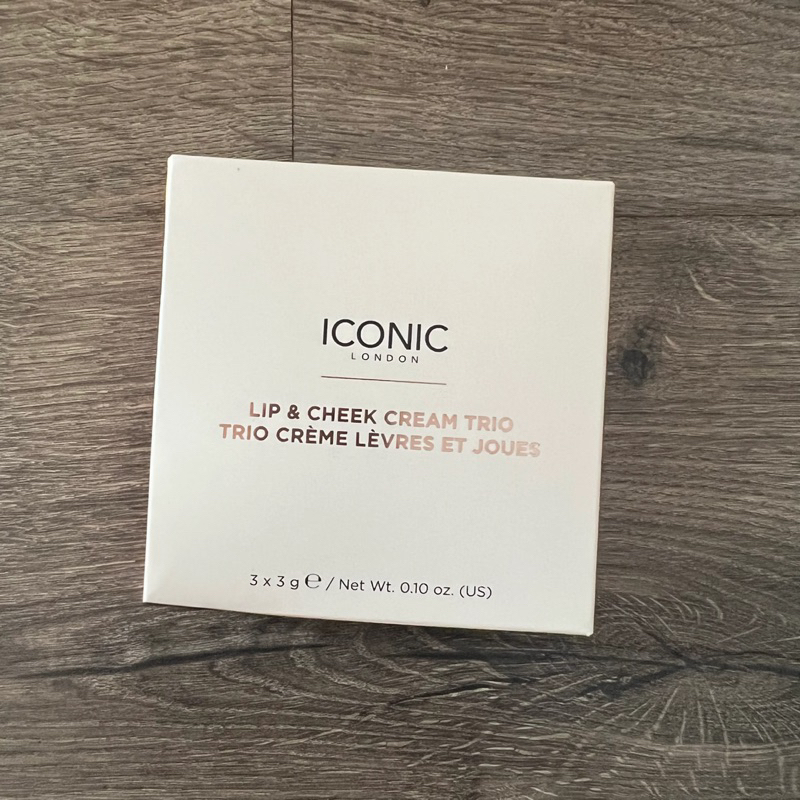 ICONIC
LONDON
LIP & CHEEK CREAM TRIO
TRIO CRÈME LÈVRES ET JOUES
3 x 3 g ℮ / Net Wt. 0.10 oz. (US)